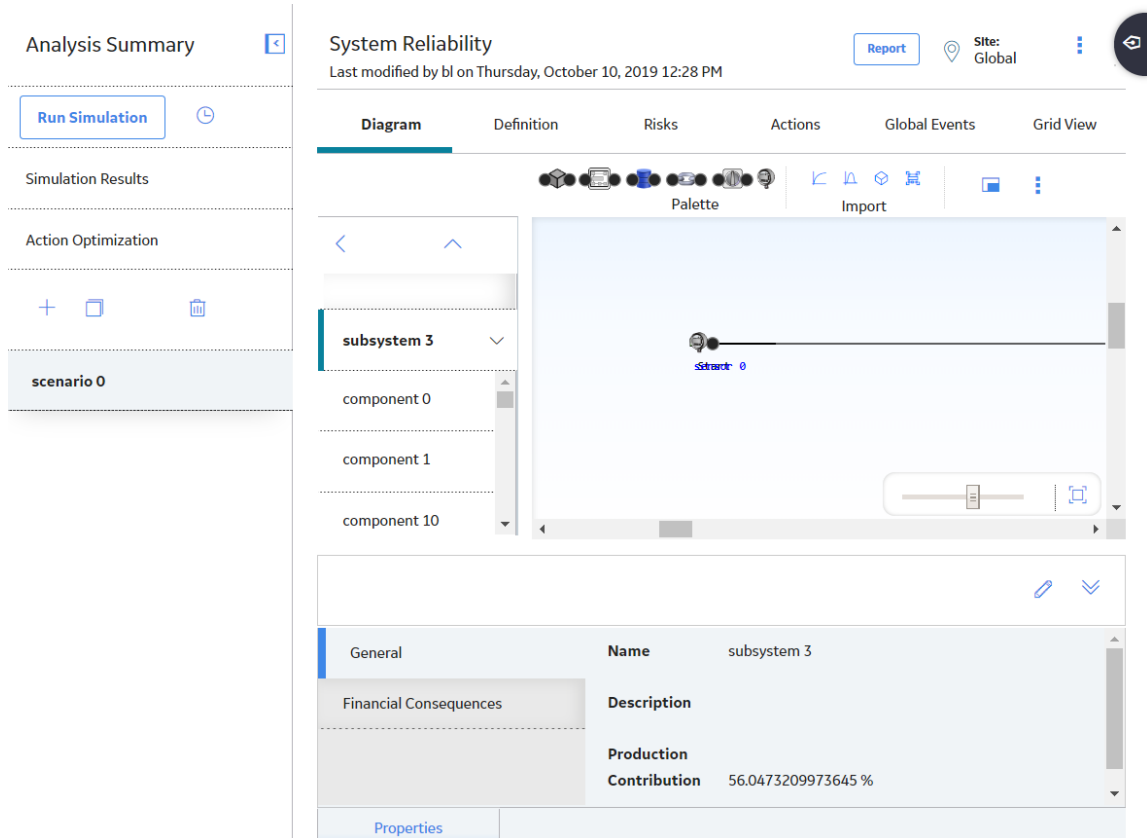 Analysis Summary
Run Simulation
Simulation Results
Action Optimization
scenario 0
System Reliability
Last modified by bl on Thursday, October 10, 2019 12:28 PM
Report
Site:
Global
Diagram
Definition
Risks
Actions
Global Events
Grid View
Palette
Import
subsystem 3
component 0
component 1
component 10
0
General
Financial Consequences
Name
subsystem 3
Description
Production
Contribution
56.0473209973645 %
Properties